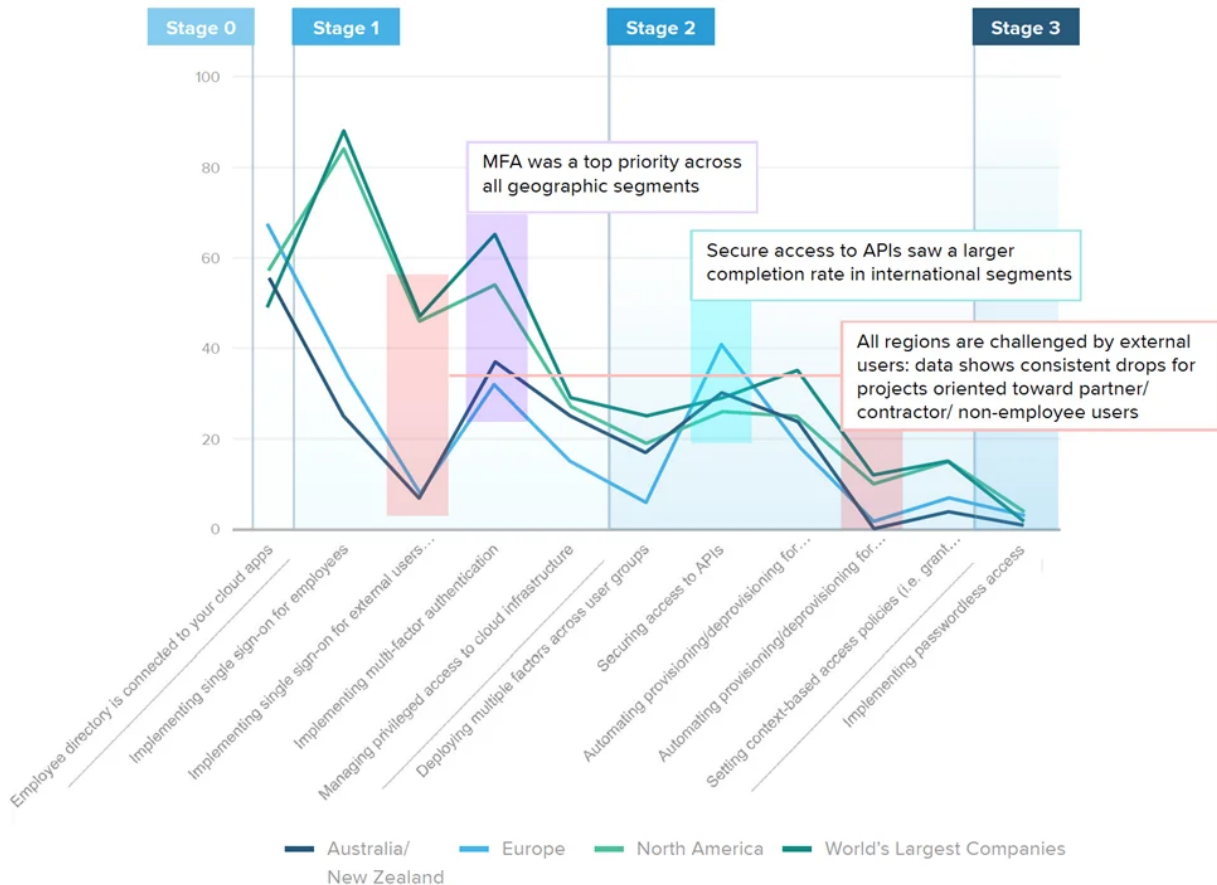 Stage 0
Stage 1
Stage 2
Stage 3
100
80
60
40
20
0
MFA was a top priority across
all geographic segments
Secure access to APIs saw a larger
completion rate in international segments
All regions are challenged by external
users: data shows consistent drops for
projects oriented toward partner/
contractor/ non-employee users
Employee directory is connected to your cloud apps
Implementing single sign-on for employees
Implementing single sign-on for external users...
Implementing multi-factor authentication
Managing privileged access to cloud infrastructure
Deploying multiple factors across user groups
Securing access to APIs
Automating provisioning/deprovisioning for...
Automating provisioning/deprovisioning for...
Setting context-based access policies (i.e. grant...
Implementing passwordless access
Australia/
New Zealand
Europe
North America
World's Largest Companies